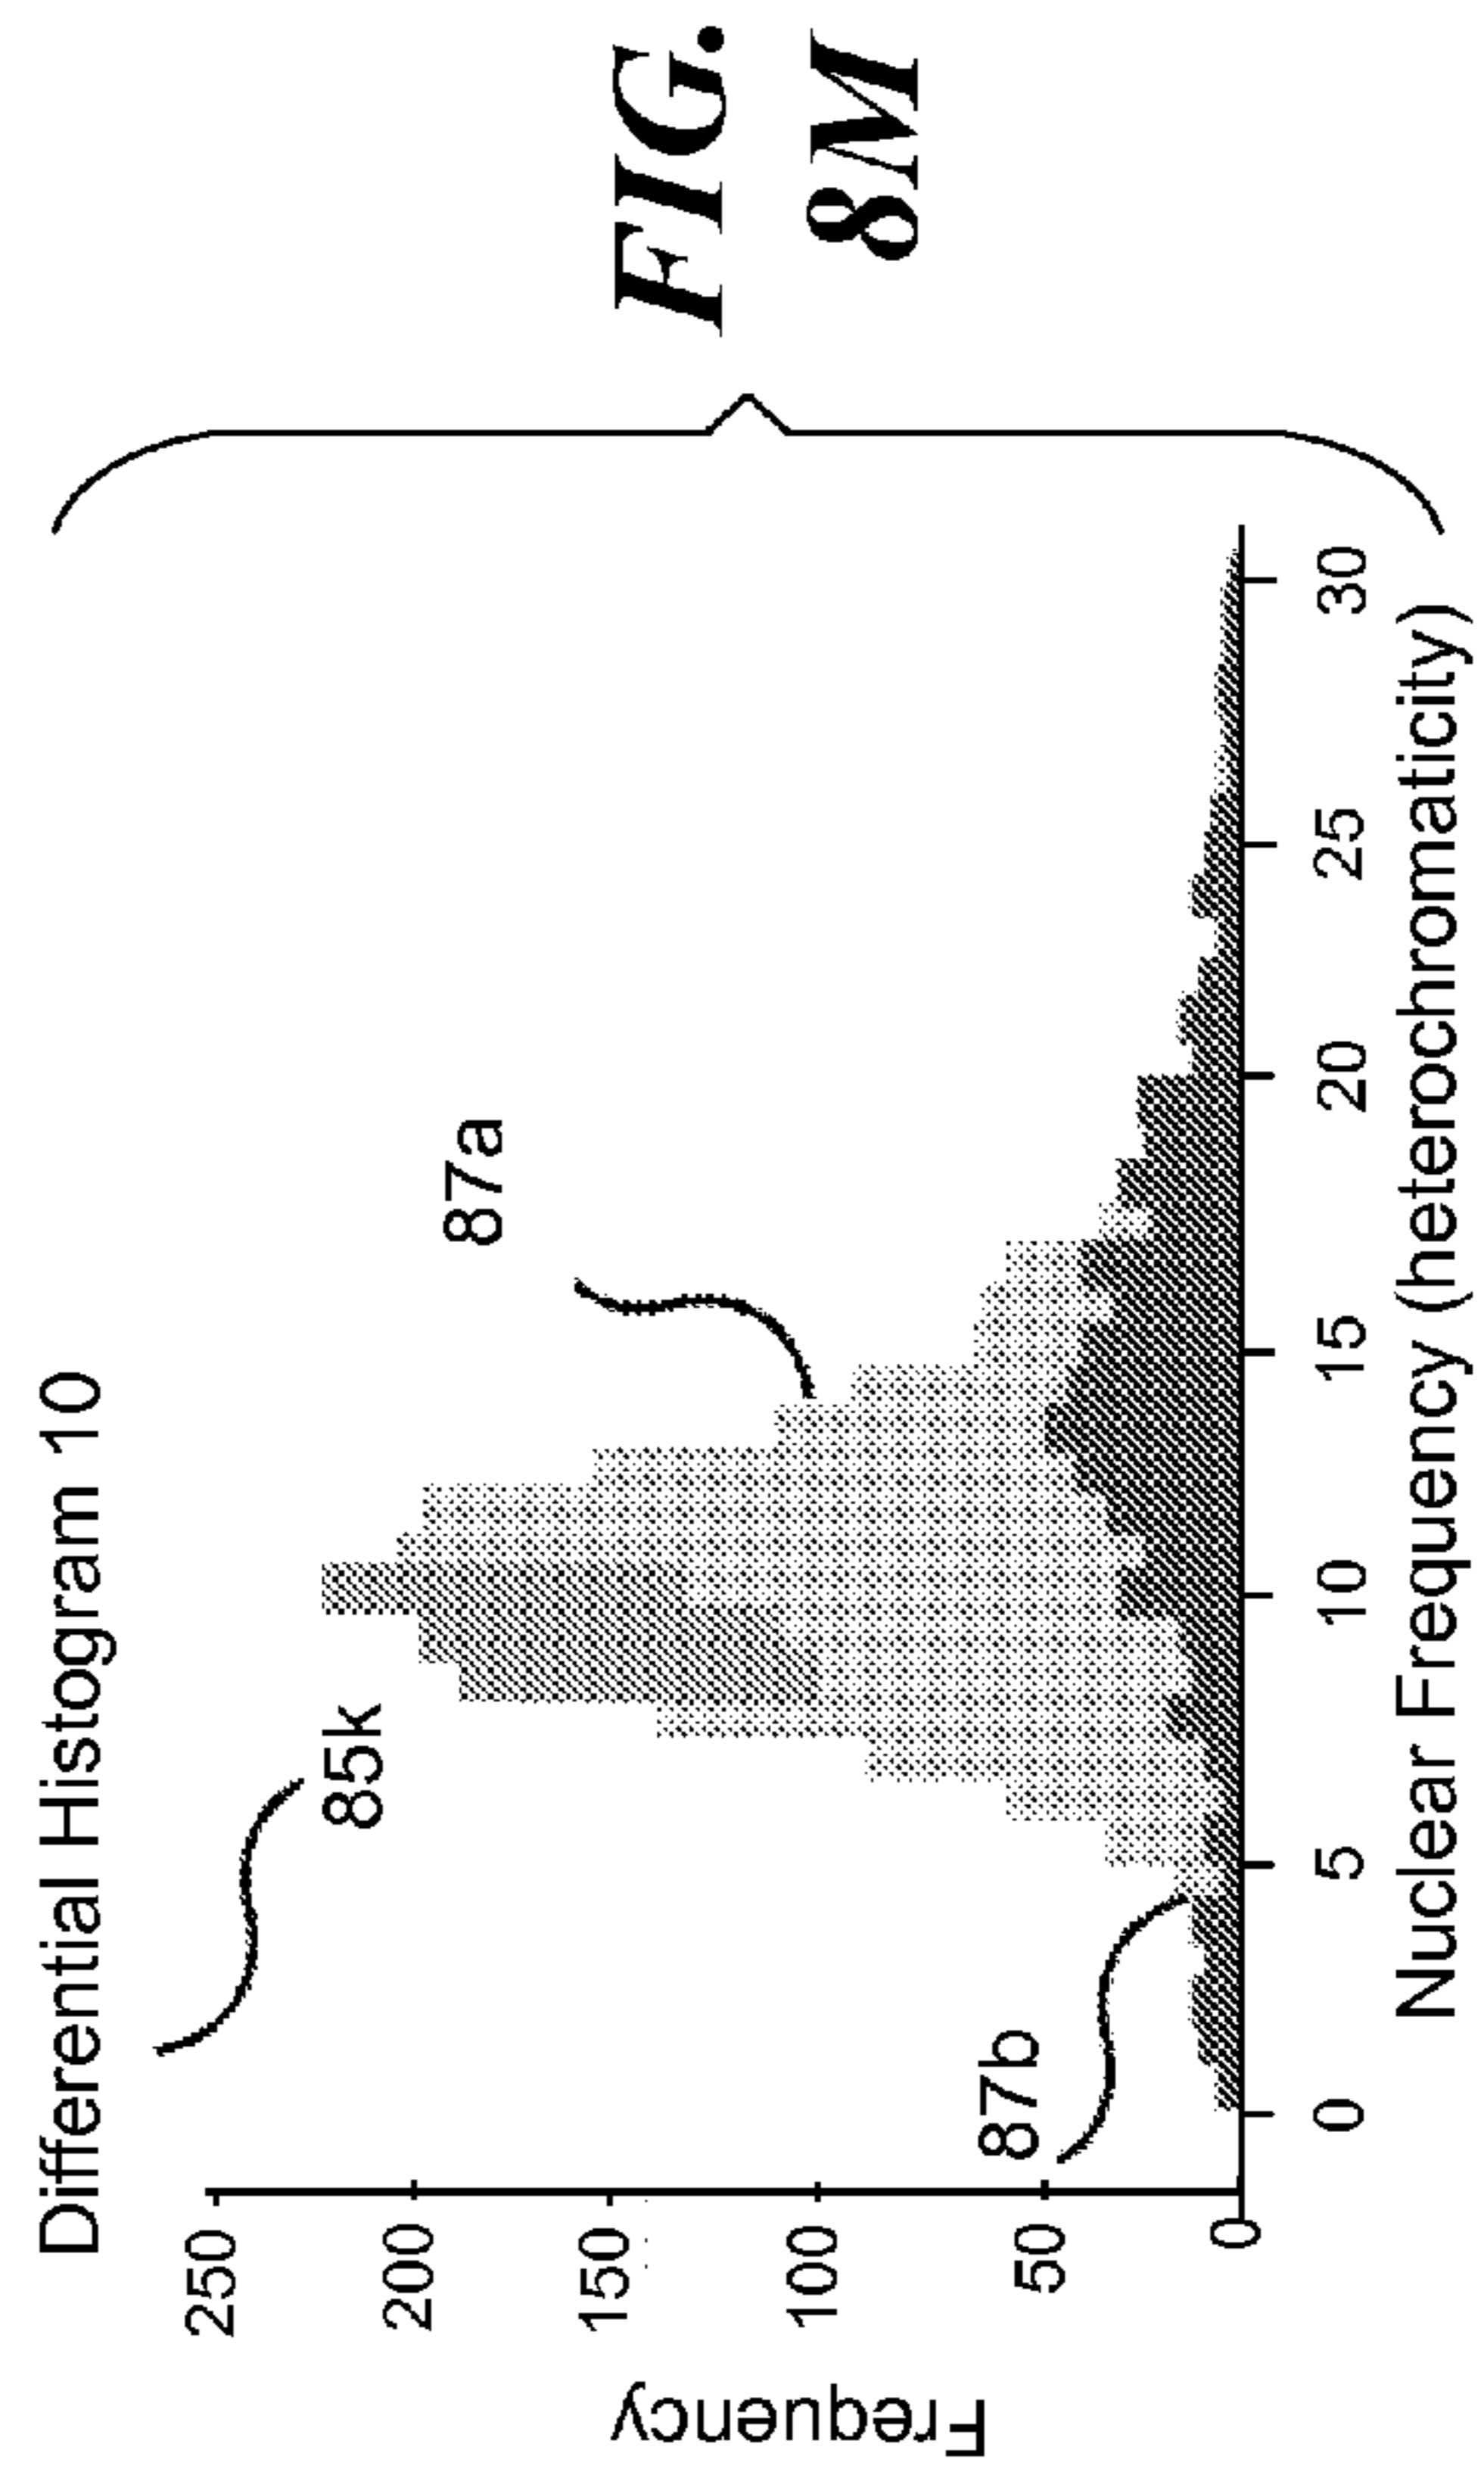 Differential Histogram 10
85k
87a
87b
Frequency
250
200
150
100
50
0
0 5 10 15 20 25 30
Nuclear Frequency (heterochromaticity)
FIG.
8M